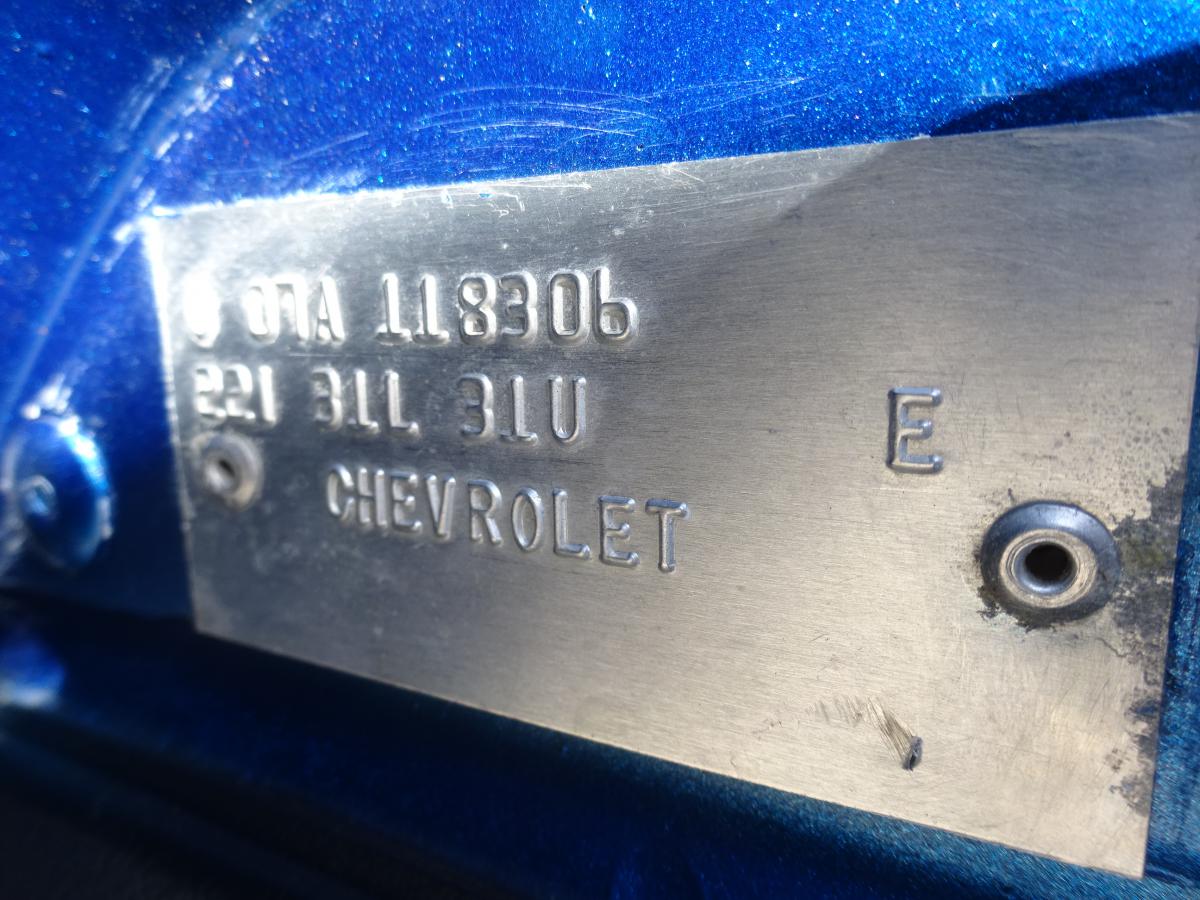 07A 118306
221 31L 31U E
CHEVROLET